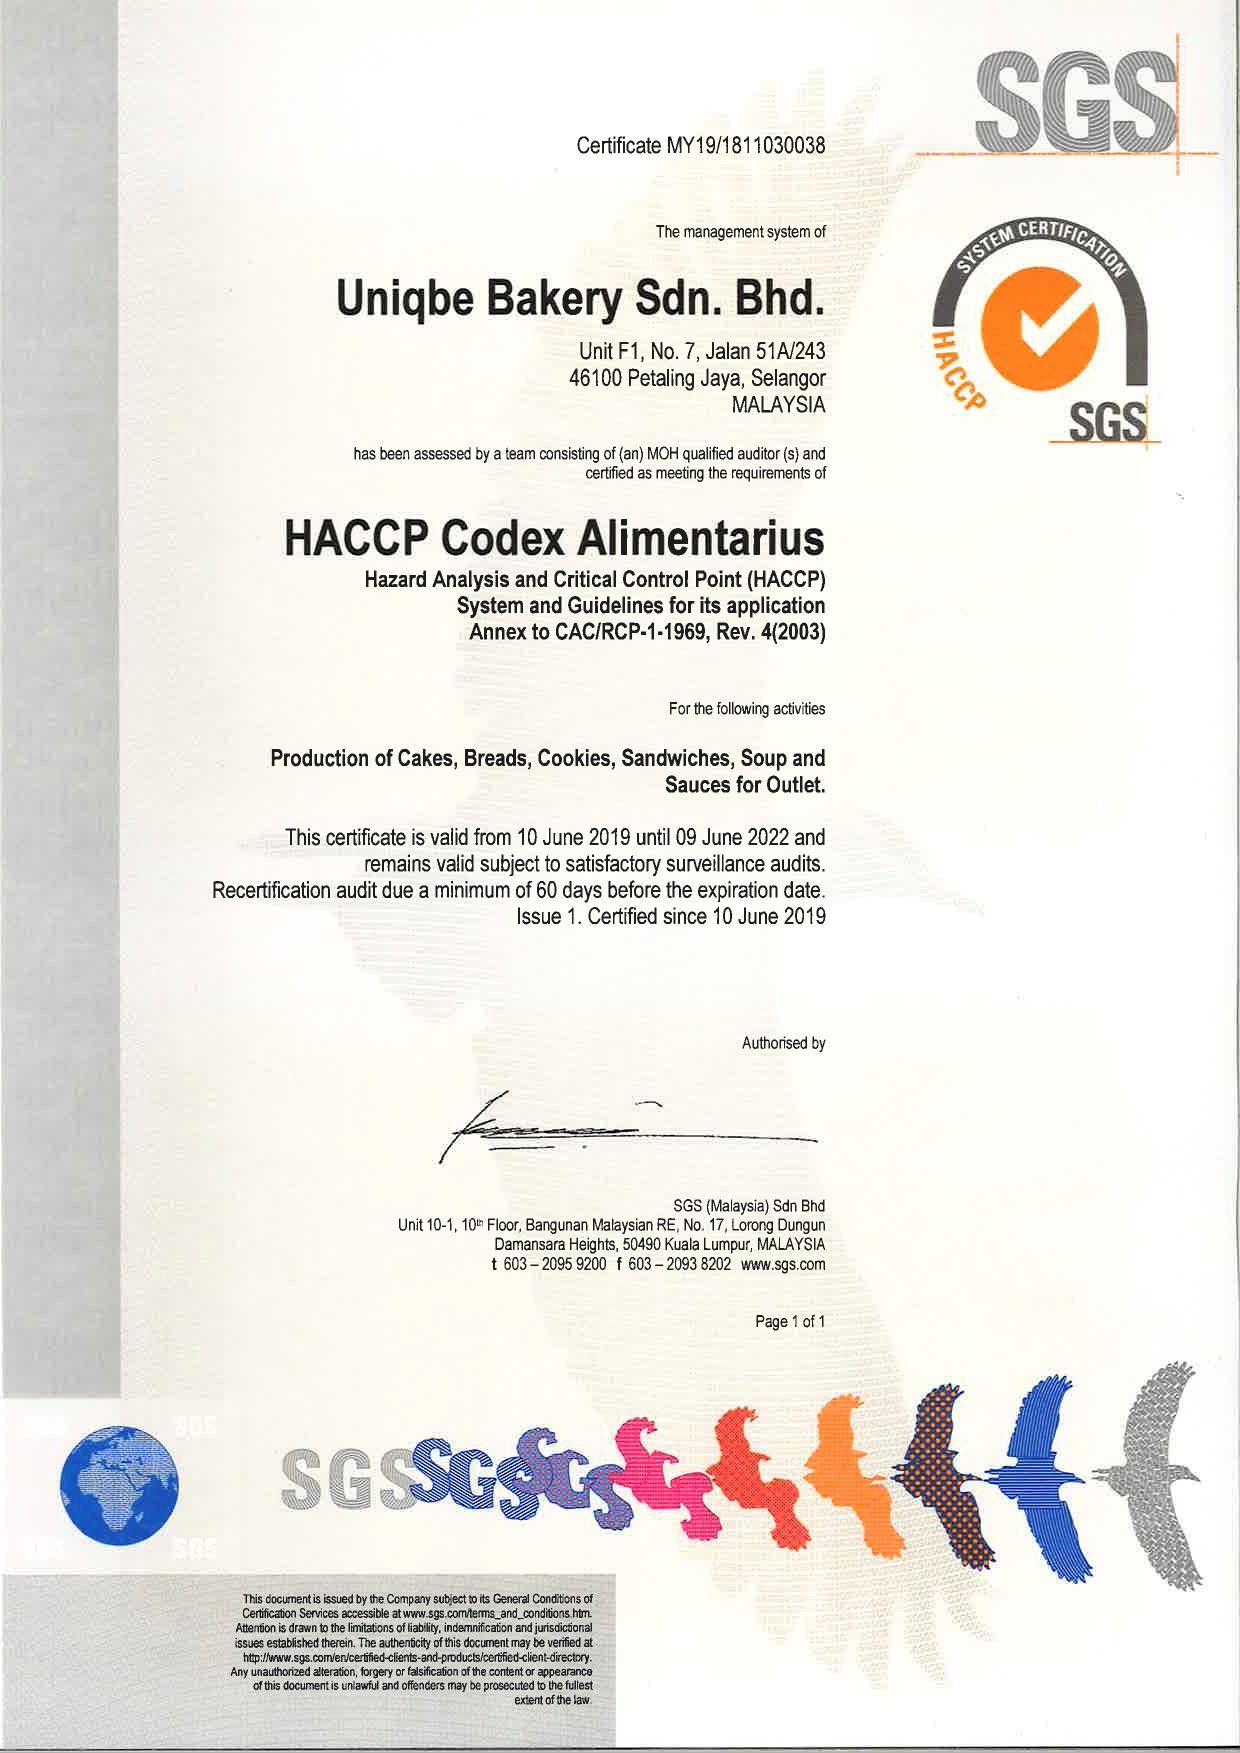 SGS
Certificate MY19/1811030038
The management system of
Uniqbe Bakery Sdn. Bhd.
Unit F1, No. 7, Jalan 51A/243
46100 Petaling Jaya, Selangor
MALAYSIA
SYSTEM CERTIFICATION
HACCP
SGS
has been assessed by a team consisting of (an) MOH qualified auditor (s) and
certified as meeting the requirements of
HACCP Codex Alimentarius
Hazard Analysis and Critical Control Point (HACCP)
System and Guidelines for its application
Annex to CAC/RCP-1-1969, Rev. 4(2003)
For the following activities
Production of Cakes, Breads, Cookies, Sandwiches, Soup and
Sauces for Outlet.
This certificate is valid from 10 June 2019 until 09 June 2022 and
remains valid subject to satisfactory surveillance audits.
Recertification audit due a minimum of 60 days before the expiration date.
Issue 1. Certified since 10 June 2019
Authorised by
SGS (Malaysia) Sdn Bhd
Unit 10-1, 10th Floor, Bangunan Malaysian RE, No. 17, Lorong Dungun
Damansara Heights, 50490 Kuala Lumpur, MALAYSIA
t 603 – 2095 9200 f 603 – 2093 8202 www.sgs.com
Page 1 of 1
SGS
SGS SGS SGS
SGS
This document is issued by the Company subject to its General Conditions of
Certification Services accessible at www.sgs.com/terms_and_conditions.htm.
Attention is drawn to the limitations of liability, indemnification and jurisdictional
issues established therein. The authenticity of this document may be verified at
http://www.sgs.com/en/certified-clients-and-products/certified-client-directory.
Any unauthorized alteration, forgery or falsification of the content or appearance
of this document is unlawful and offenders may be prosecuted to the fullest
extent of the law.